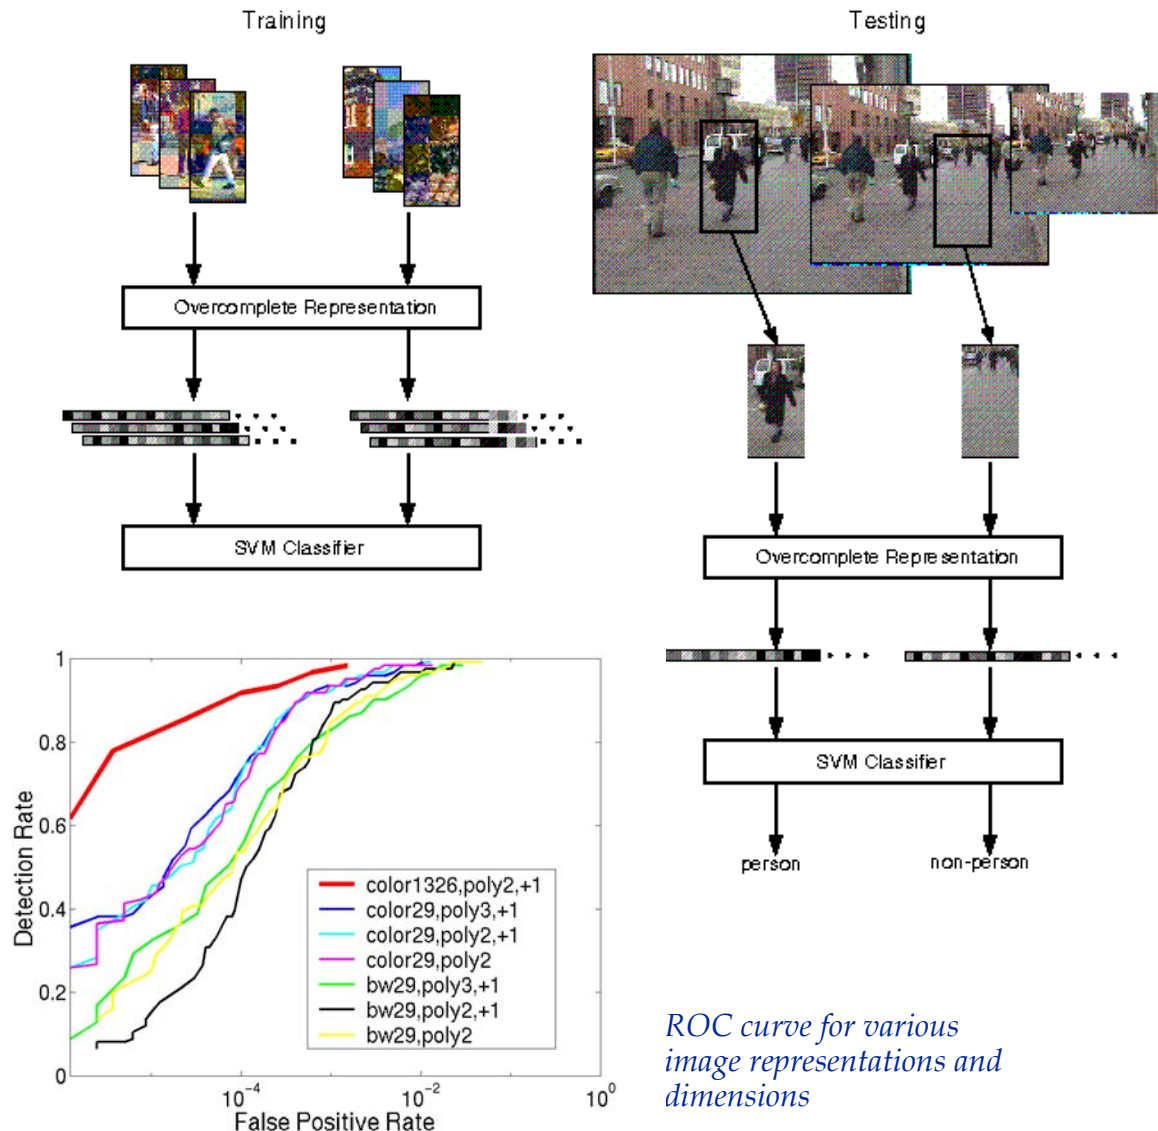 Training
Testing
Overcomplete Representation
SVM Classifier
Overcomplete Representation
SVM Classifier
person
non-person
1
0.8
0.6
0.4
0.2
0
Detection Rate
color1326,poly2,+1
color29,poly3,+1
color29,poly2,+1
color29,poly2
bw29,poly3,+1
bw29,poly2,+1
bw29,poly2
10⁻⁴
10⁻²
10⁰
False Positive Rate
ROC curve for various
image representations and
dimensions